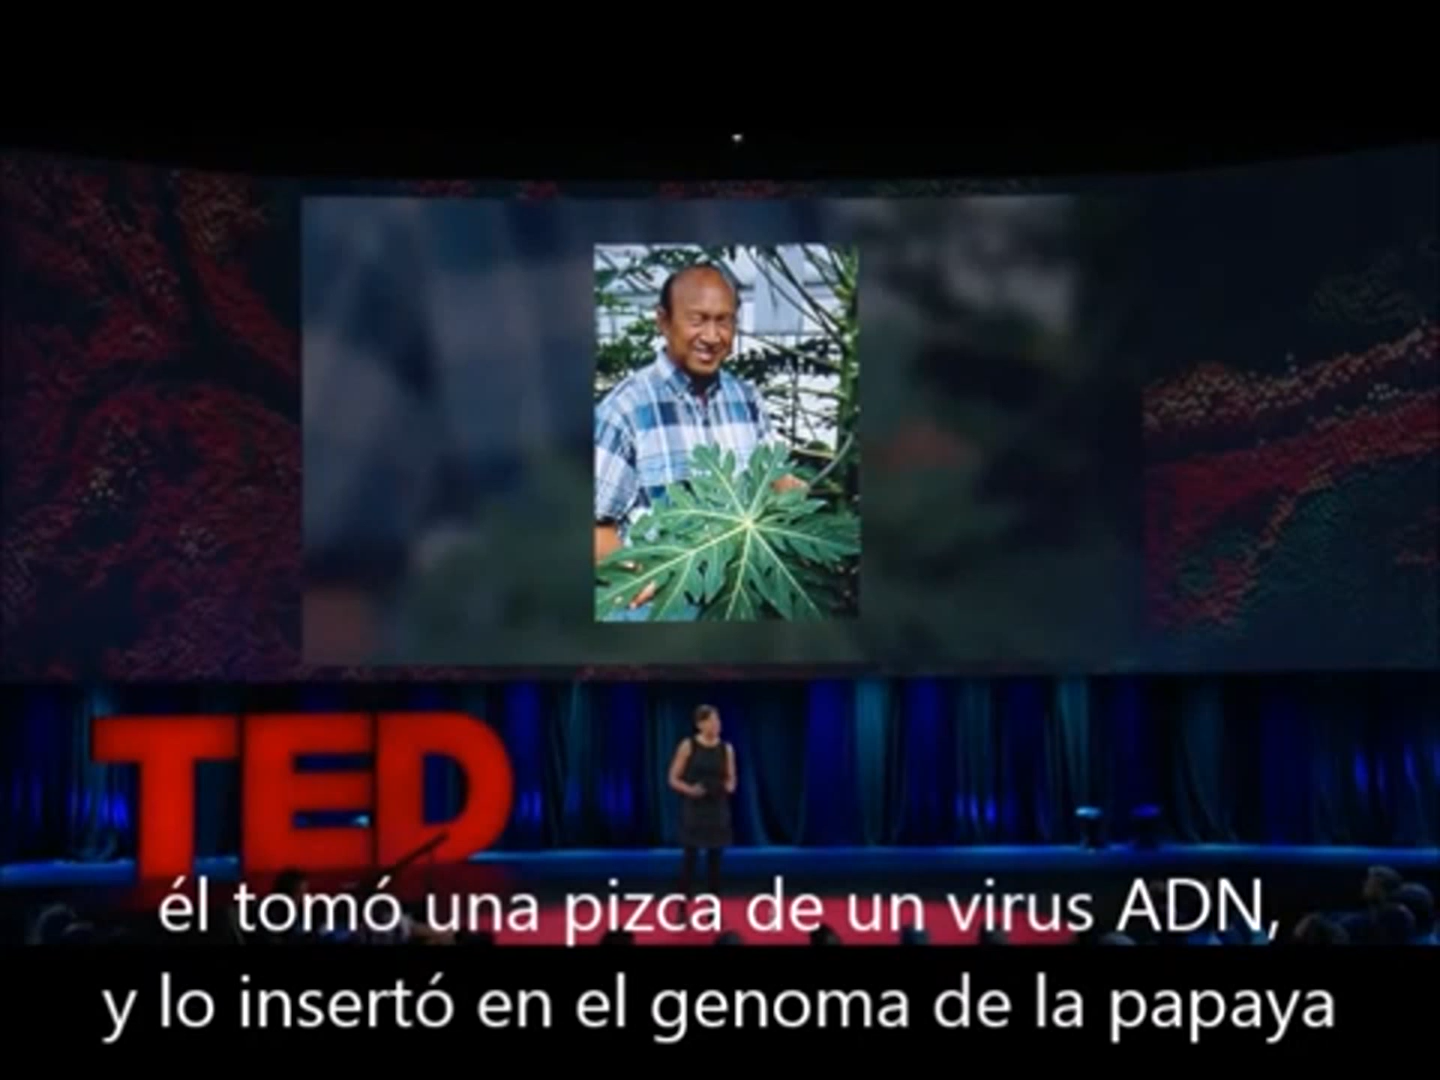 TED
él tomó una pizca de un virus ADN,
y lo insertó en el genoma de la papaya